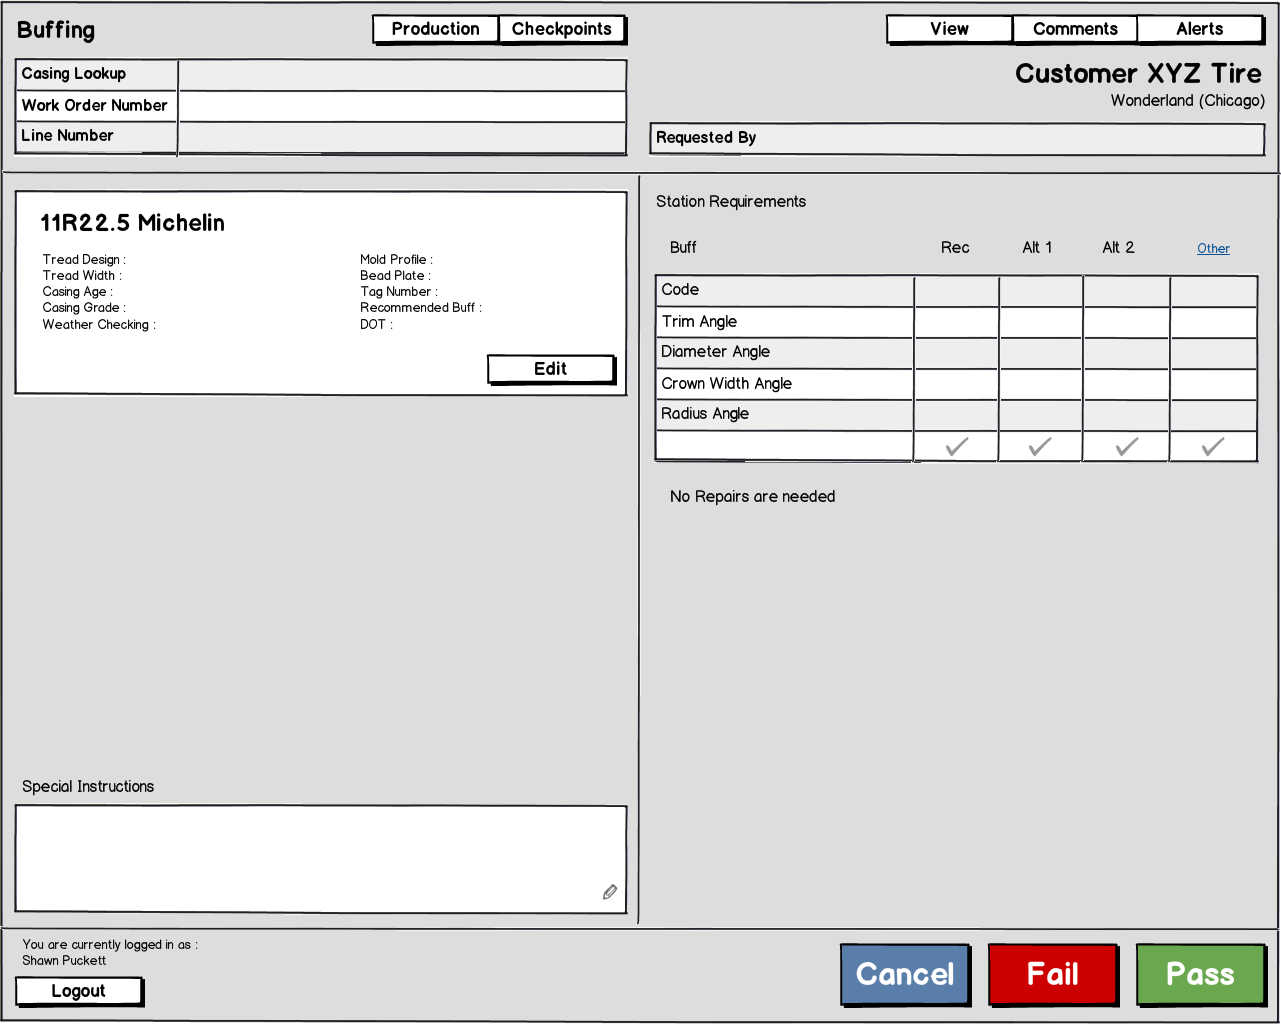 Buffing
Production Checkpoints
View Comments Alerts
Casing Lookup
Work Order Number
Line Number
Customer XYZ Tire
Wonderland (Chicago)
Requested By
11R22.5 Michelin
Tread Design :
Tread Width :
Casing Age :
Casing Grade :
Weather Checking :
Mold Profile :
Bead Plate :
Tag Number :
Recommended Buff :
DOT :
Edit
Special Instructions
Station Requirements
Buff Rec Alt 1 Alt 2 Other
Code
Trim Angle
Diameter Angle
Crown Width Angle
Radius Angle
No Repairs are needed
You are currently logged in as :
Shawn Puckett
Logout
Cancel Fail Pass